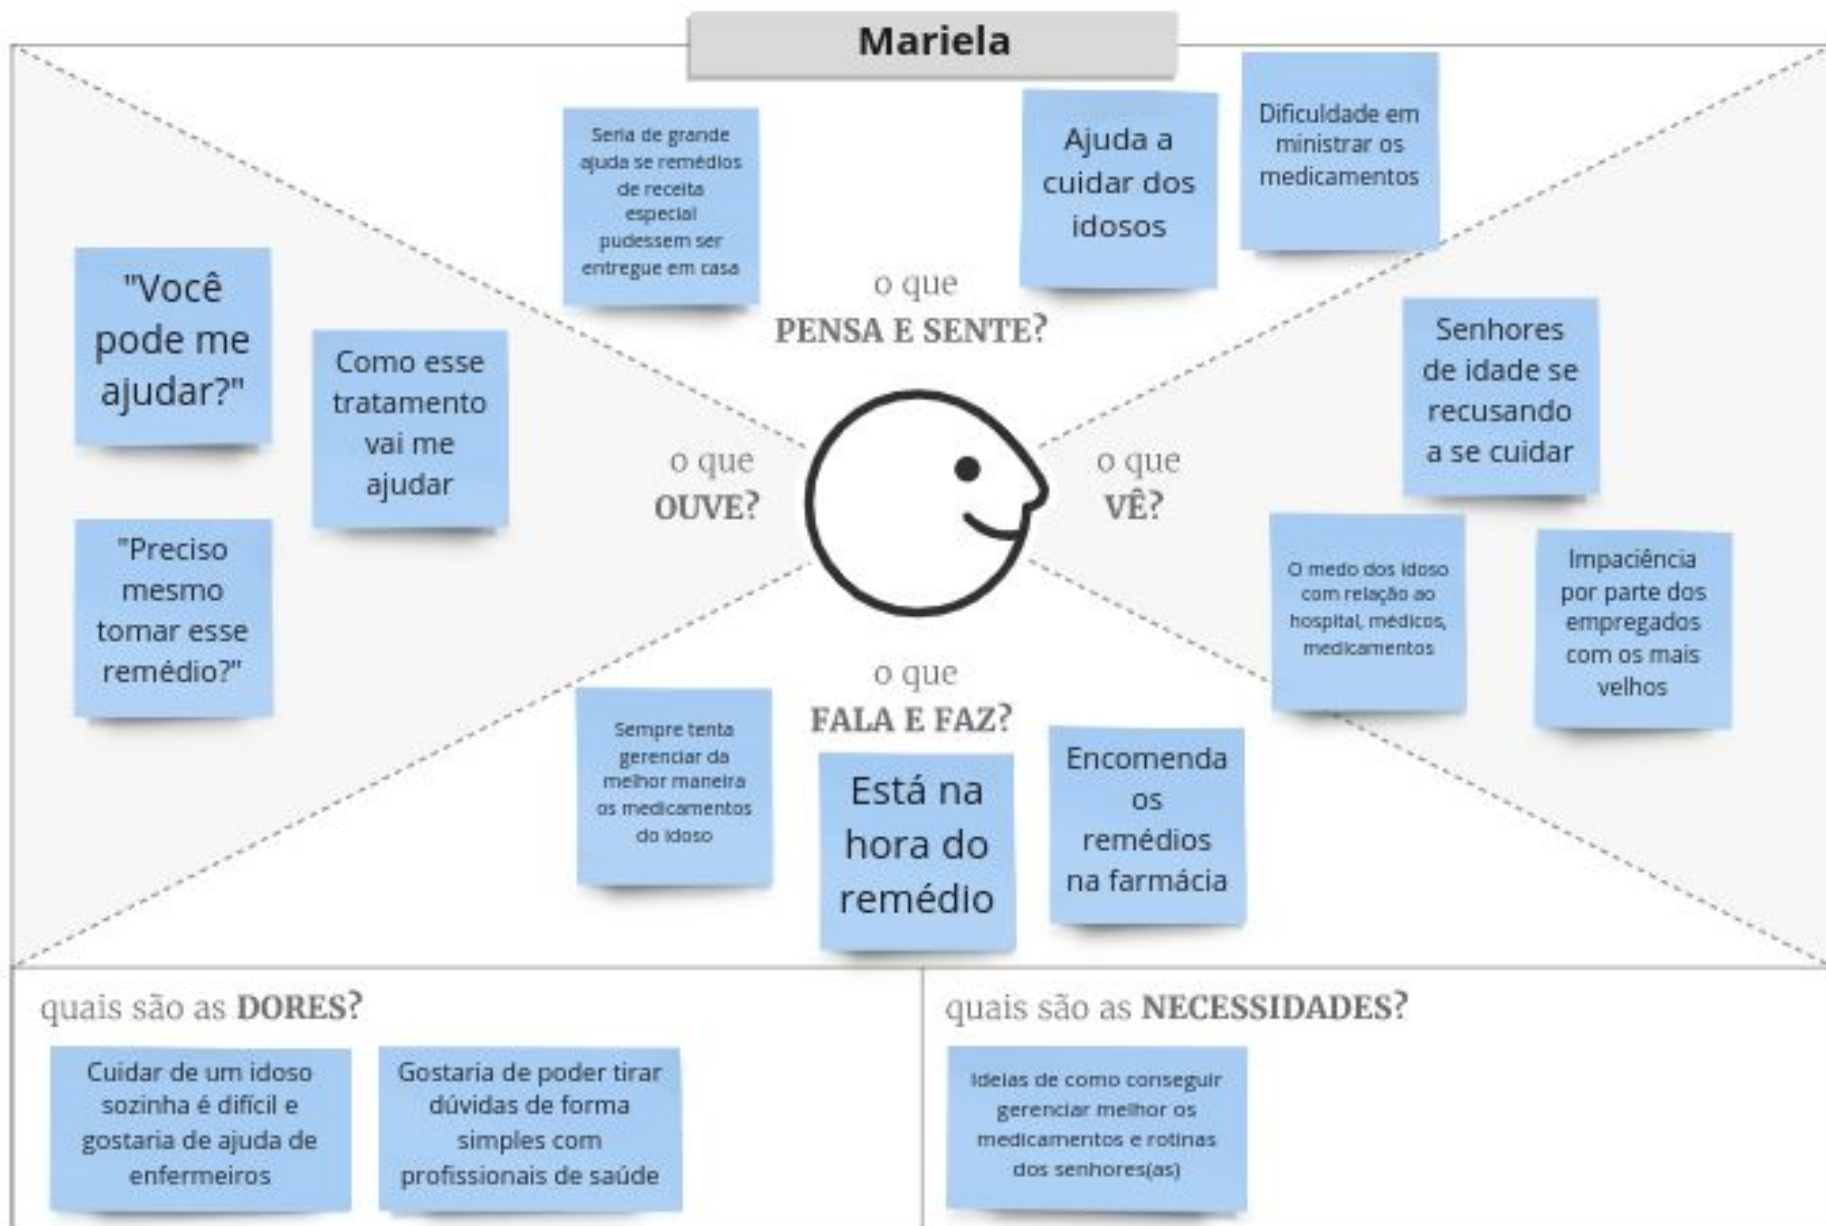 Mariela
Seria de grande
ajuda se remédios
de receita
especial
pudessem ser
entregue em casa
Ajuda a
cuidar dos
idosos
Dificuldade em
ministrar os
medicamentos
o que
PENSA E SENTE?
"Você
pode me
ajudar?"
Como esse
tratamento
vai me
ajudar
"Preciso
mesmo
tomar esse
remédio?"
o que
OUVE?
o que
VÊ?
Senhores
de idade se
recusando
a se cuidar
O medo dos idoso
com relação ao
hospital, médicos,
medicamentos
Impaciência
por parte dos
empregados
com os mais
velhos
o que
FALA E FAZ?
Sempre tenta
gerenciar da
melhor maneira
os medicamentos
do idoso
Está na
hora do
remédio
Encomenda
os
remédios
na farmácia
quais são as DORES?
Cuidar de um idoso
sozinha é difícil e
gostaria de ajuda de
enfermeiros
Gostaria de poder tirar
dúvidas de forma
simples com
profissionais de saúde
quais são as NECESSIDADES?
Ideias de como conseguir
gerenciar melhor os
medicamentos e rotinas
dos senhores(as)